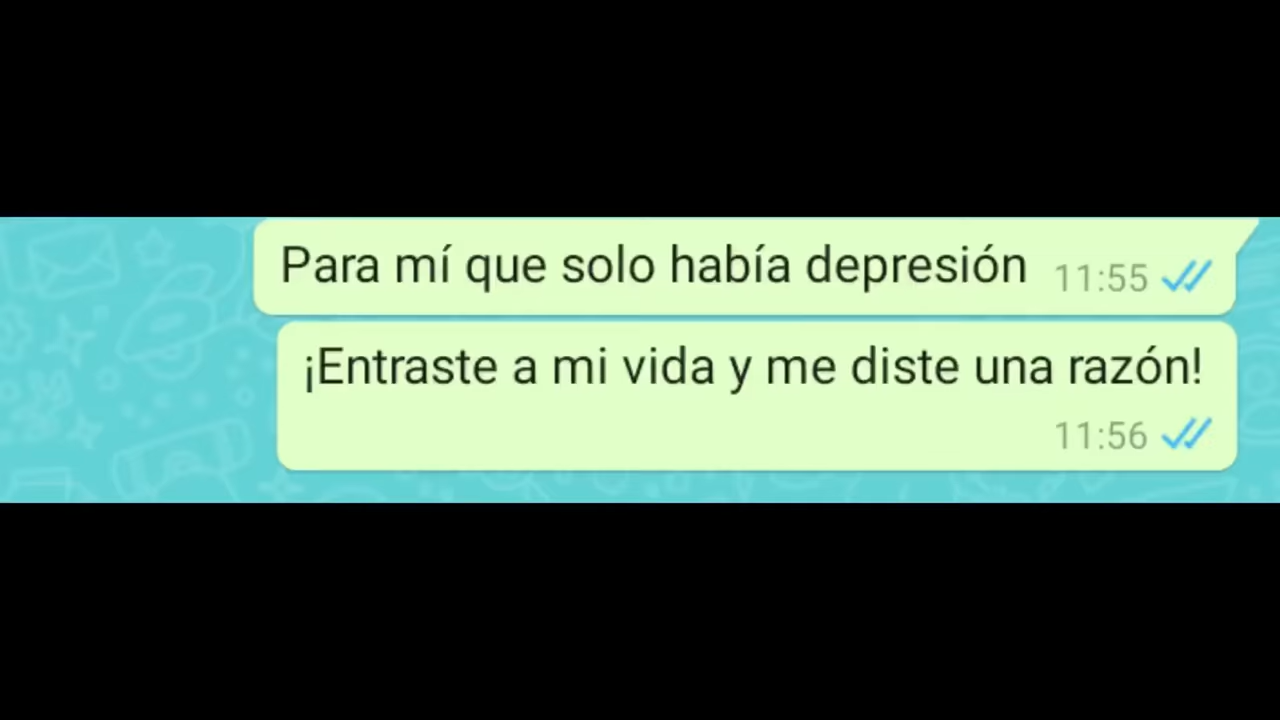 Para mí que solo había depresión 11:55
¡Entraste a mi vida y me diste una razón!
11:56